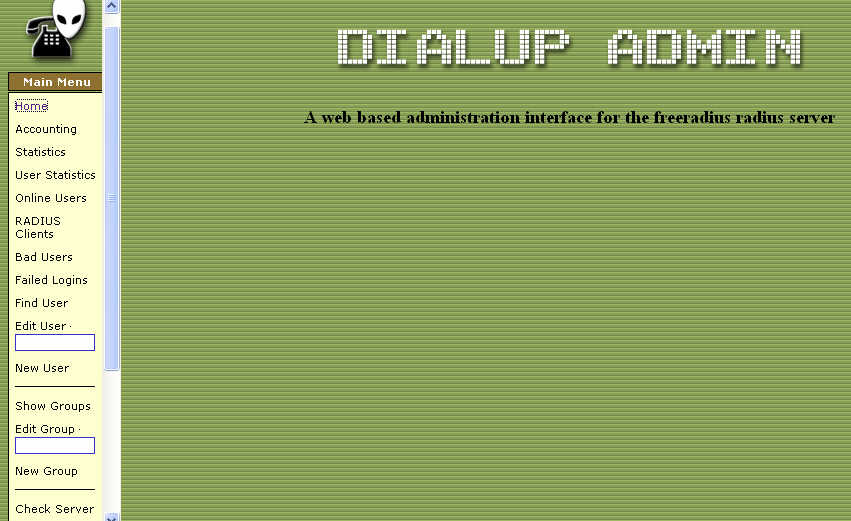 Main Menu
Home
Accounting
Statistics
User Statistics
Online Users
RADIUS
Clients
Bad Users
Failed Logins
Find User
Edit User ·
New User
Show Groups
Edit Group ·
New Group
Check Server
DIALUP ADMIN
A web based administration interface for the freeradius radius server